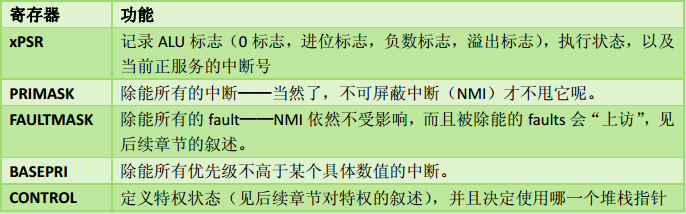 寄存器 功能
xPSR 记录 ALU 标志（0 标志，进位标志，负数标志，溢出标志），执行状态，以及
当前正服务的中断号
PRIMASK 除能所有的中断——当然了，不可屏蔽中断（NMI）才不甩它呢。
FAULTMASK 除能所有的 fault——NMI 依然不受影响，而且被除能的 faults 会“上访”，见
后续章节的叙述。
BASEPRI 除能所有优先级不高于某个具体数值的中断。
CONTROL 定义特权状态（见后续章节对特权的叙述），并且决定使用哪一个堆栈指针